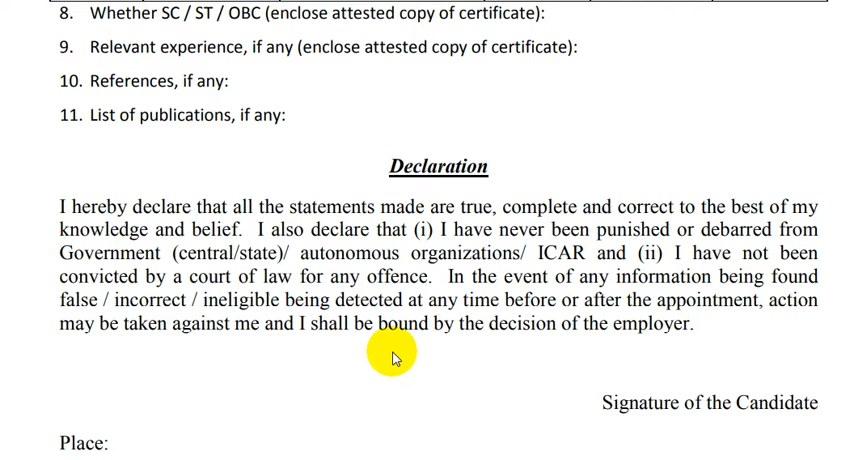 8. Whether SC / ST / OBC (enclose attested copy of certificate):
9. Relevant experience, if any (enclose attested copy of certificate):
10. References, if any:
11. List of publications, if any:
Declaration
I hereby declare that all the statements made are true, complete and correct to the best of my
knowledge and belief. I also declare that (i) I have never been punished or debarred from
Government (central/state)/ autonomous organizations/ ICAR and (ii) I have not been
convicted by a court of law for any offence. In the event of any information being found
false / incorrect / ineligible being detected at any time before or after the appointment, action
may be taken against me and I shall be bound by the decision of the employer.
Signature of the Candidate
Place: